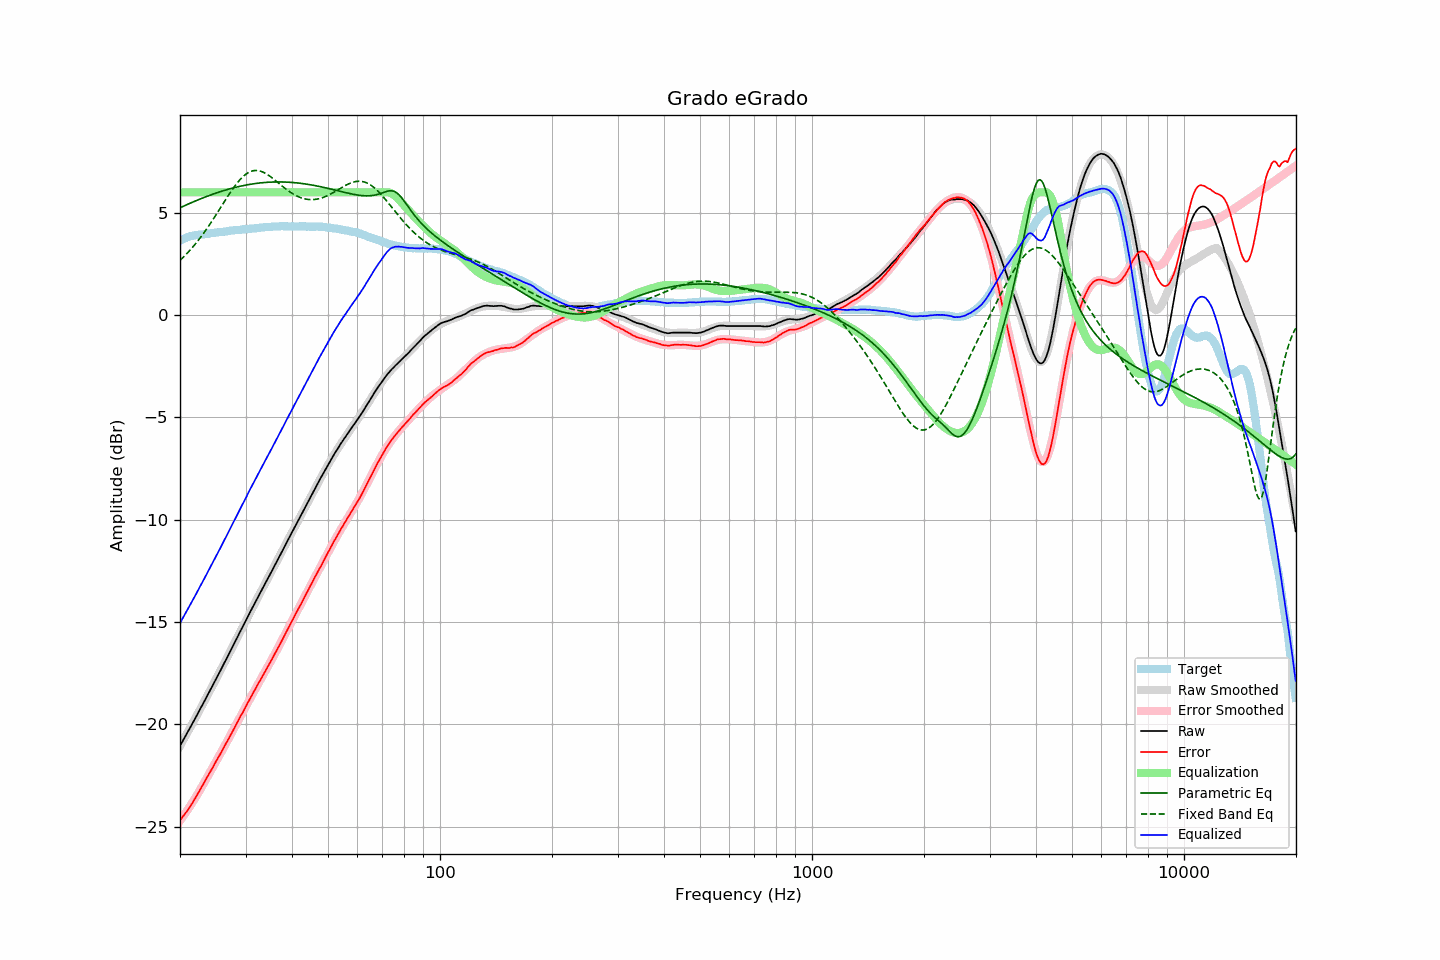 Grado eGrado
Amplitude (dBr)
5
0
−5
−10
−15
−20
−25
100
1000
10000
Frequency (Hz)
Target
Raw Smoothed
Error Smoothed
Raw
Error
Equalization
Parametric Eq
Fixed Band Eq
Equalized